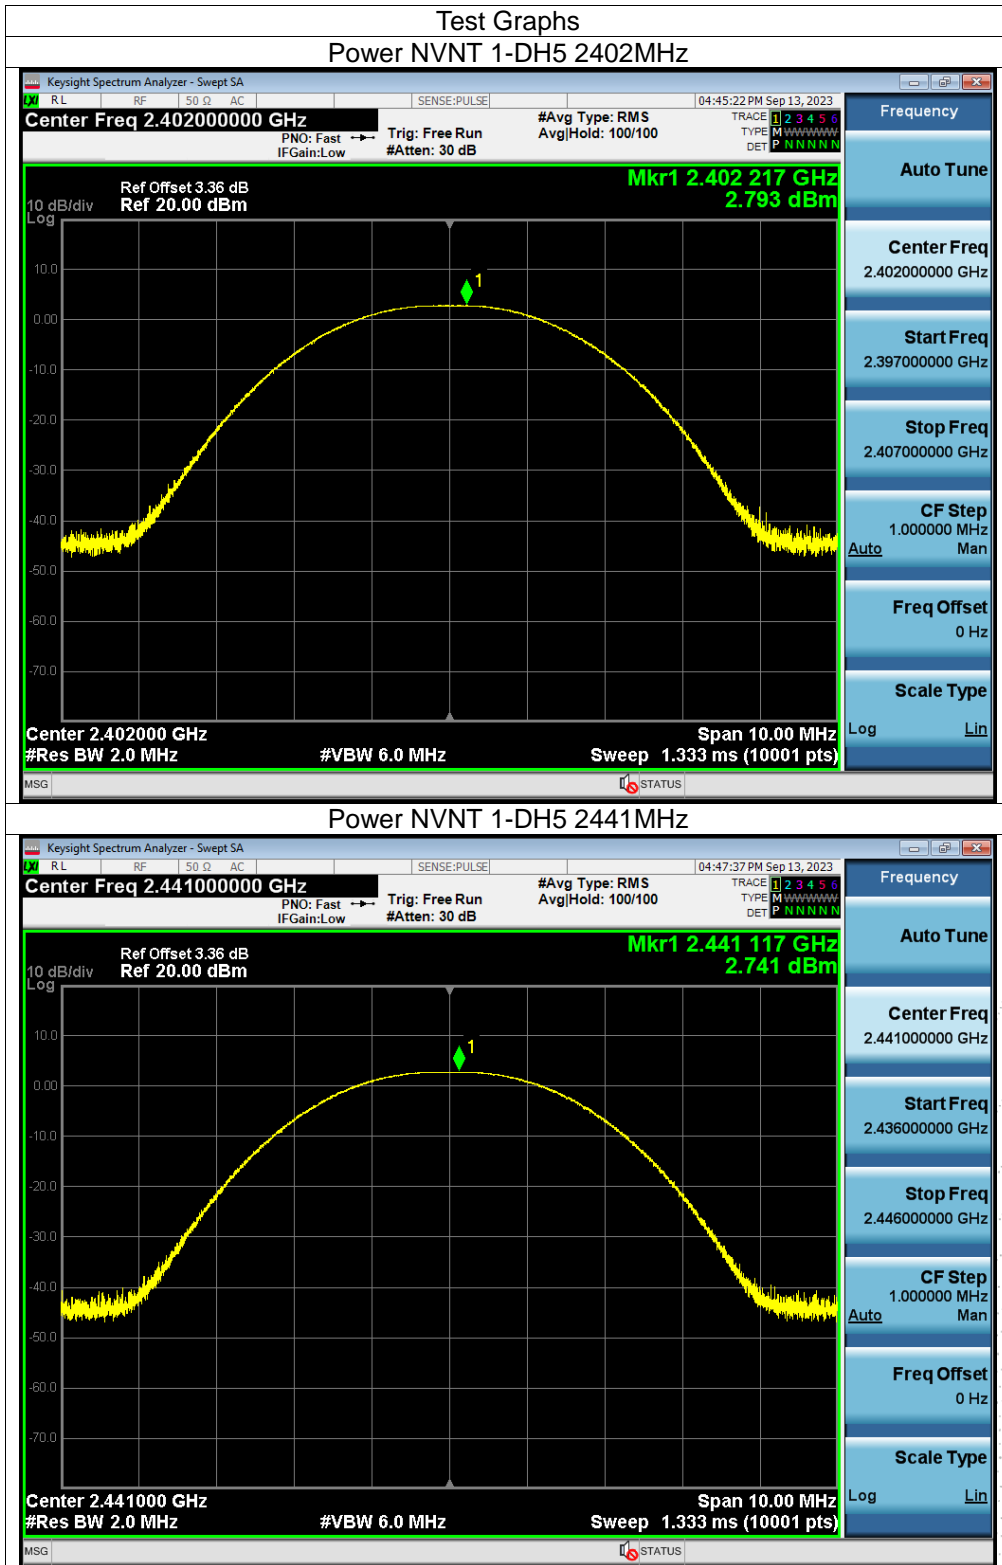 Test Graphs
Power NVNT 1-DH5 2402MHz
Keysight Spectrum Analyzer - Swept SA
LXI RL RF 50 Ω AC SENSE:PULSE 04:45:22 PM Sep 13, 2023
Center Freq 2.402000000 GHz #Avg Type: RMS TRACE 1 2 3 4 5 6
PNO: Fast Trig: Free Run Avg|Hold: 100/100 TYPE M WWWWW
IFGain:Low #Atten: 30 dB DET P N N N N N
Frequency
Auto Tune
Mkr1 2.402 217 GHz
2.793 dBm
Ref Offset 3.36 dB
10 dB/div Ref 20.00 dBm
Log
1
10.0
0.00
-10.0
-20.0
-30.0
-40.0
-50.0
-60.0
-70.0
Center Freq
2.402000000 GHz
Start Freq
2.397000000 GHz
Stop Freq
2.407000000 GHz
CF Step
1.000000 MHz
Auto Man
Freq Offset
0 Hz
Scale Type
Log Lin
Center 2.402000 GHz Span 10.00 MHz
#Res BW 2.0 MHz #VBW 6.0 MHz Sweep 1.333 ms (10001 pts)
MSG STATUS
Power NVNT 1-DH5 2441MHz
Keysight Spectrum Analyzer - Swept SA
LXI RL RF 50 Ω AC SENSE:PULSE 04:47:37 PM Sep 13, 2023
Center Freq 2.441000000 GHz #Avg Type: RMS TRACE 1 2 3 4 5 6
PNO: Fast Trig: Free Run Avg|Hold: 100/100 TYPE M WWWWW
IFGain:Low #Atten: 30 dB DET P N N N N N
Frequency
Auto Tune
Mkr1 2.441 117 GHz
2.741 dBm
Ref Offset 3.36 dB
10 dB/div Ref 20.00 dBm
Log
1
10.0
0.00
-10.0
-20.0
-30.0
-40.0
-50.0
-60.0
-70.0
Center Freq
2.441000000 GHz
Start Freq
2.436000000 GHz
Stop Freq
2.446000000 GHz
CF Step
1.000000 MHz
Auto Man
Freq Offset
0 Hz
Scale Type
Log Lin
Center 2.441000 GHz Span 10.00 MHz
#Res BW 2.0 MHz #VBW 6.0 MHz Sweep 1.333 ms (10001 pts)
MSG STATUS